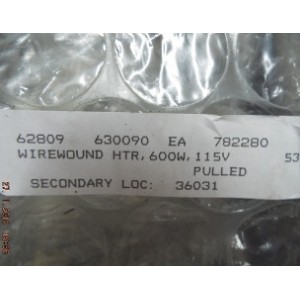 62809 630090 EA 782280
WIREWOUND HTR, 600W, 115V 53
PULLED
SECONDARY LOC: 36031